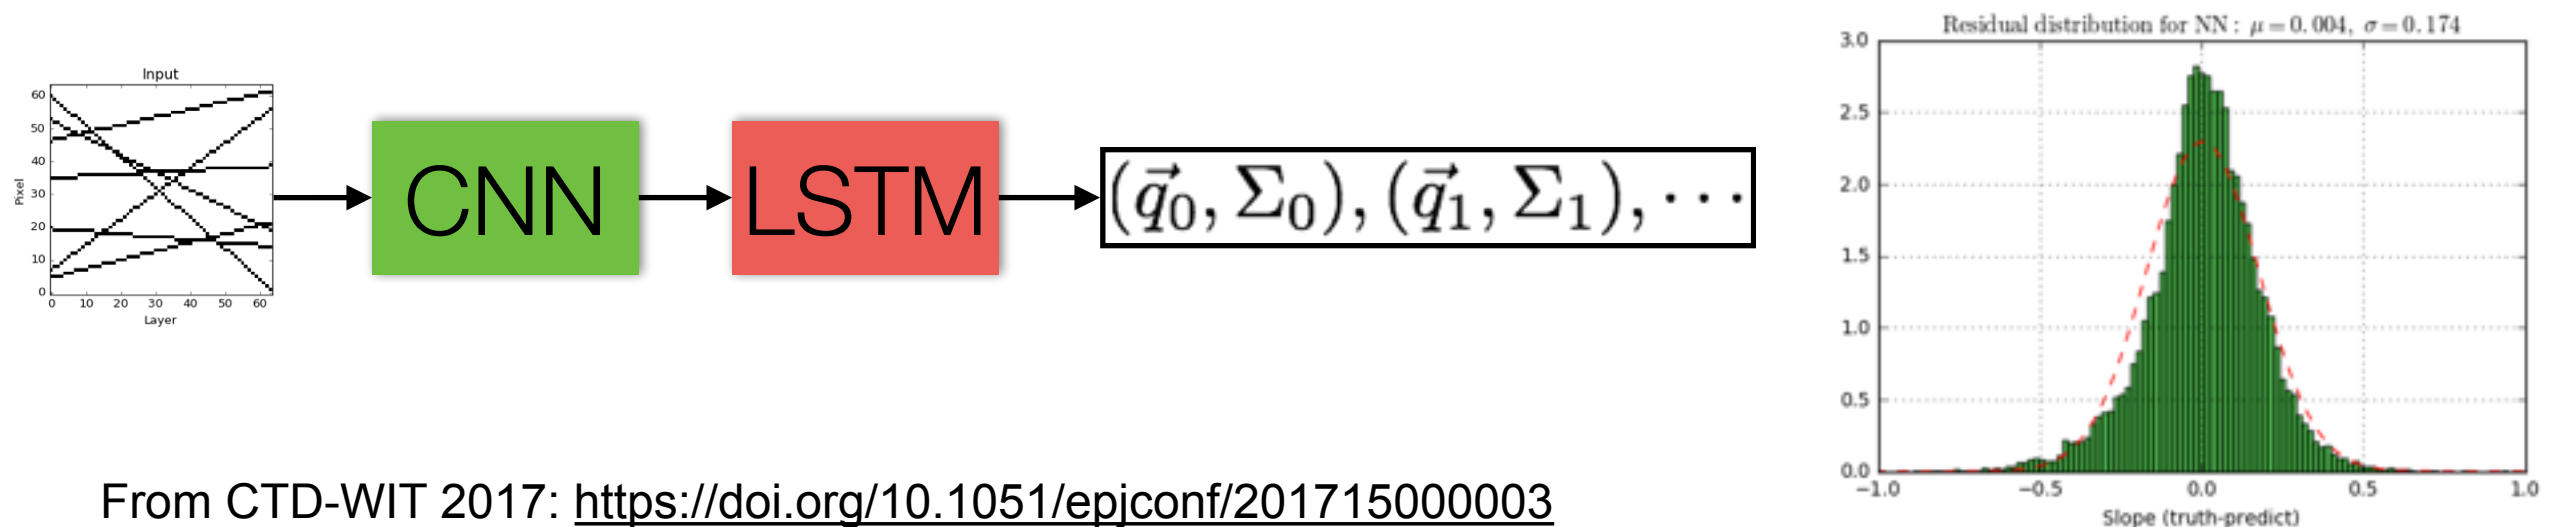 Input
60
50
40
30
20
10
0
Pixel
0 10 20 30 40 50 60
Layer
CNN
LSTM
(q⃗₀, Σ₀), (q⃗₁, Σ₁), ⋯
Residual distribution for NN : μ = 0.004, σ = 0.174
3.0
2.5
2.0
1.5
1.0
0.5
0.0
−1.0 −0.5 0.0 0.5 1.0
Slope (truth-predict)
From CTD-WIT 2017: https://doi.org/10.1051/epjconf/201715000003